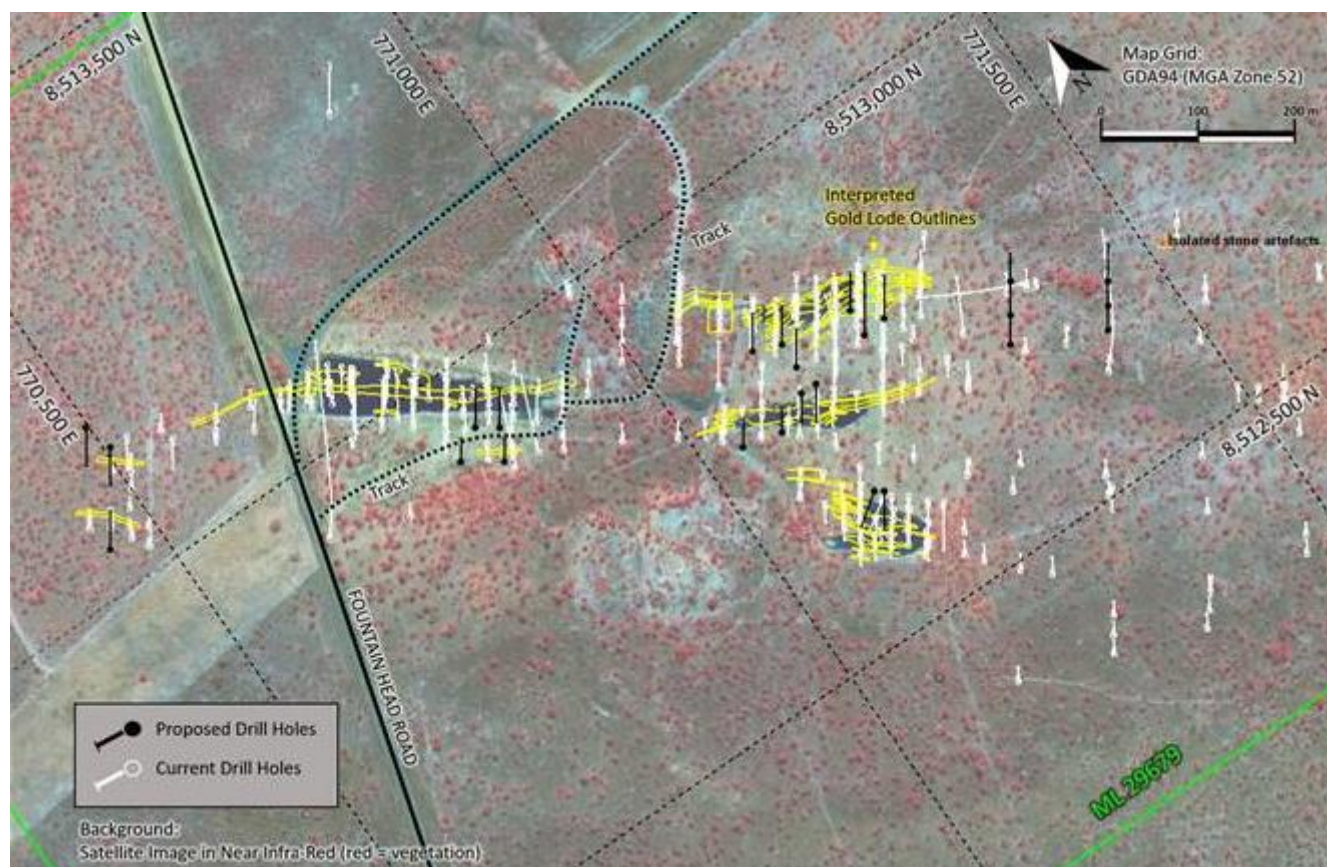 8,513,500 N
771,000 E
771,500 E
Map Grid:
GDA94 (MGA Zone 52)
N
0 100 200 m
8,513,000 N
Interpreted
Gold Lode Outlines
Track
Isolated stone artefacts
770,500 E
8,512,500 N
Track
FOUNTAIN HEAD ROAD
Proposed Drill Holes
Current Drill Holes
ML 29679
Background:
Satellite Image in Near Infra-Red (red = vegetation)